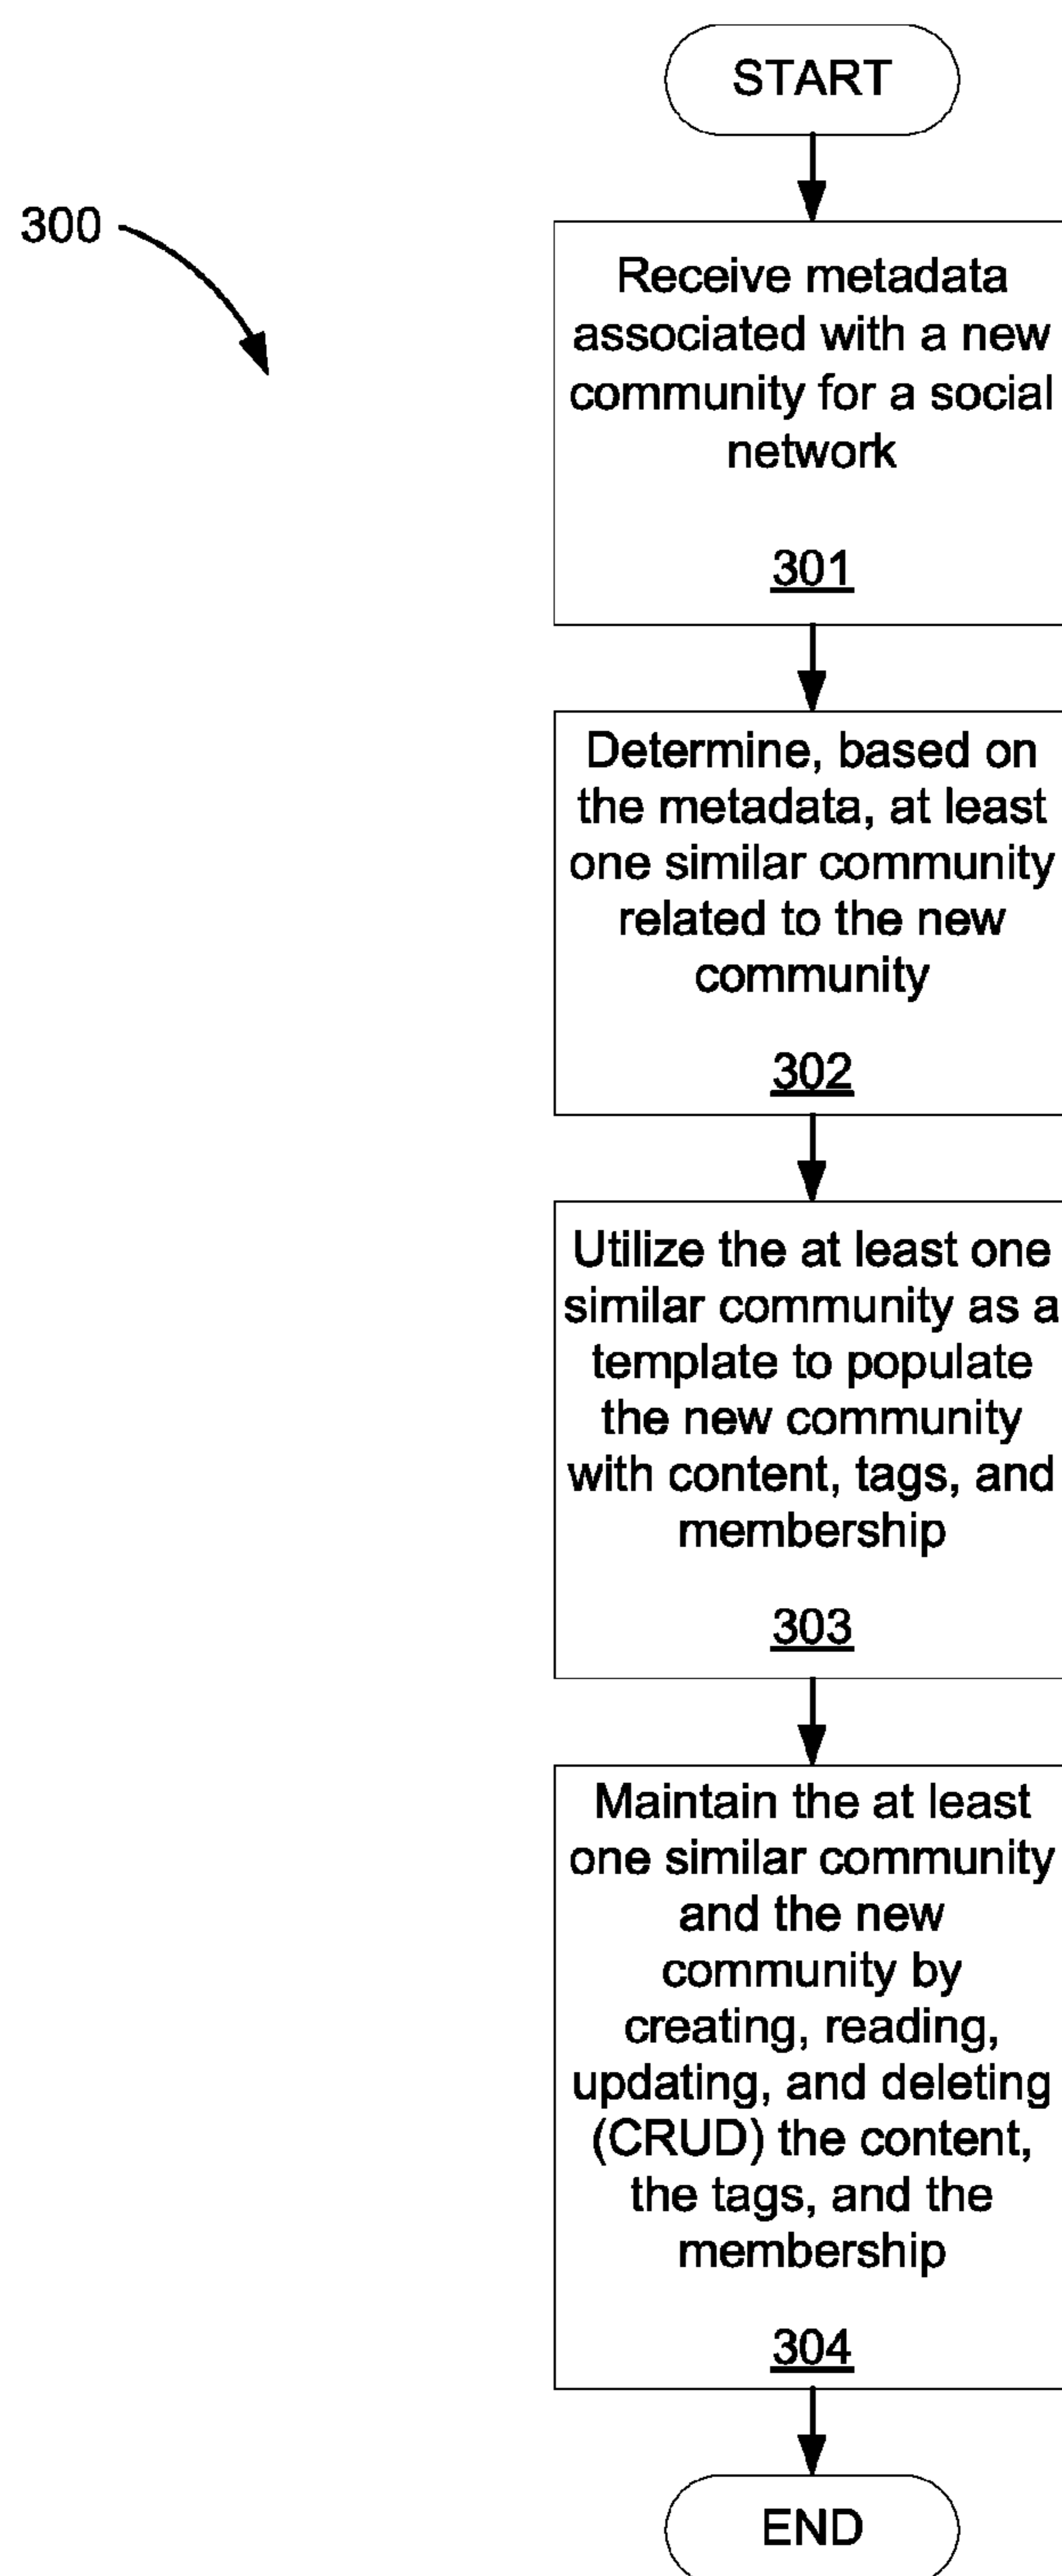 START
300
Receive metadata
associated with a new
community for a social
network
301
Determine, based on
the metadata, at least
one similar community
related to the new
community
302
Utilize the at least one
similar community as a
template to populate
the new community
with content, tags, and
membership
303
Maintain the at least
one similar community
and the new
community by
creating, reading,
updating, and deleting
(CRUD) the content,
the tags, and the
membership
304
END